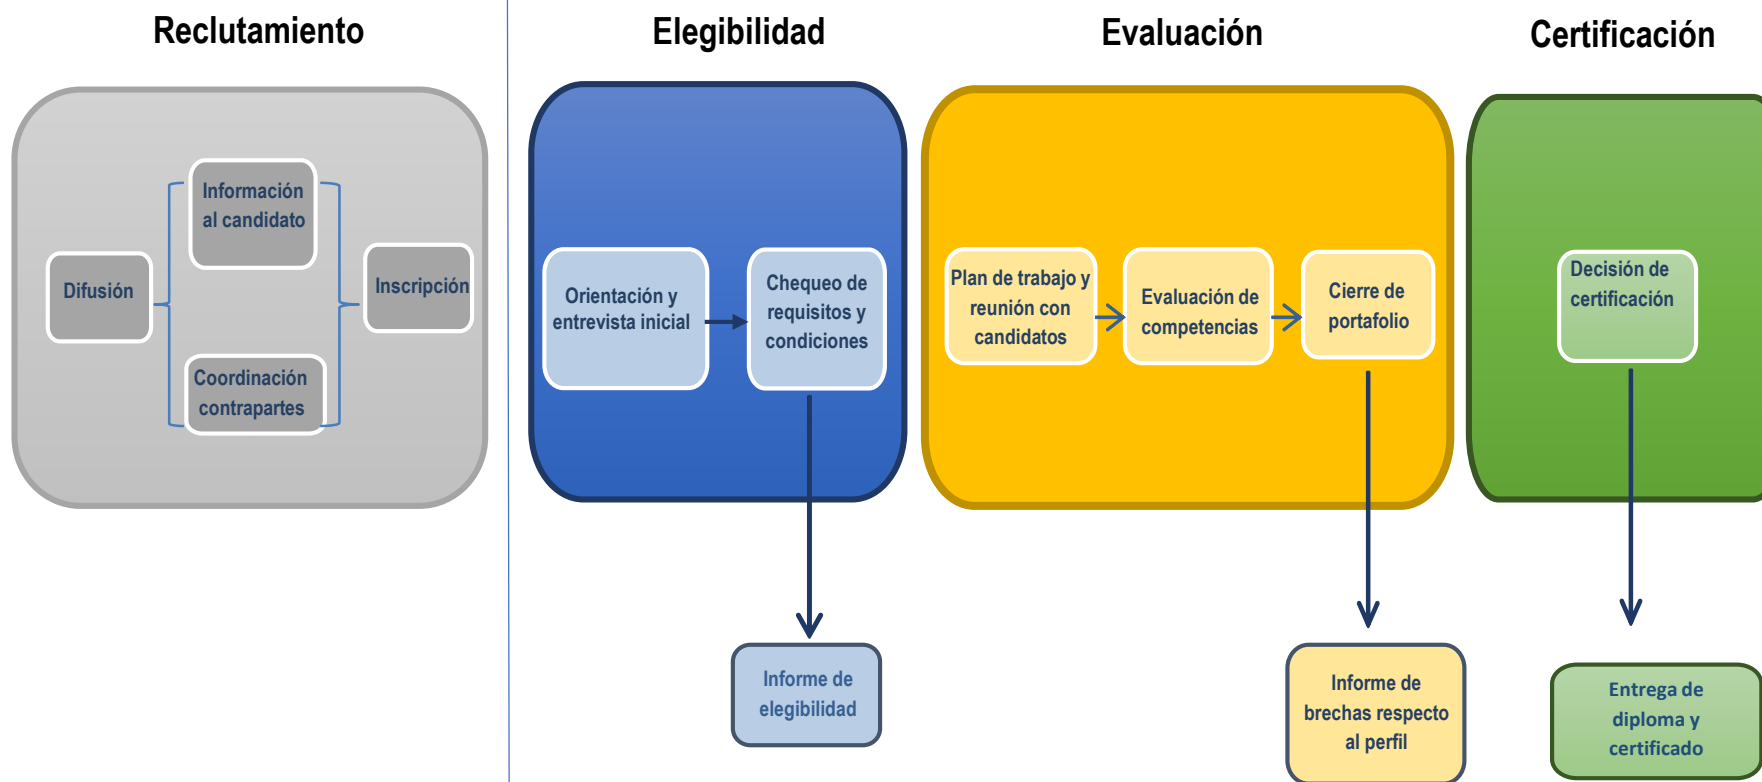 Reclutamiento
Elegibilidad
Evaluación
Certificación
Difusión
Información
al candidato
Coordinación
contrapartes
Inscripción
Orientación y
entrevista inicial
Chequeo de
requisitos y
condiciones
Informe de
elegibilidad
Plan de trabajo y
reunión con
candidatos
Evaluación de
competencias
Cierre de
portafolio
Informe de
brechas respecto
al perfil
Decisión de
certificación
Entrega de
diploma y
certificado